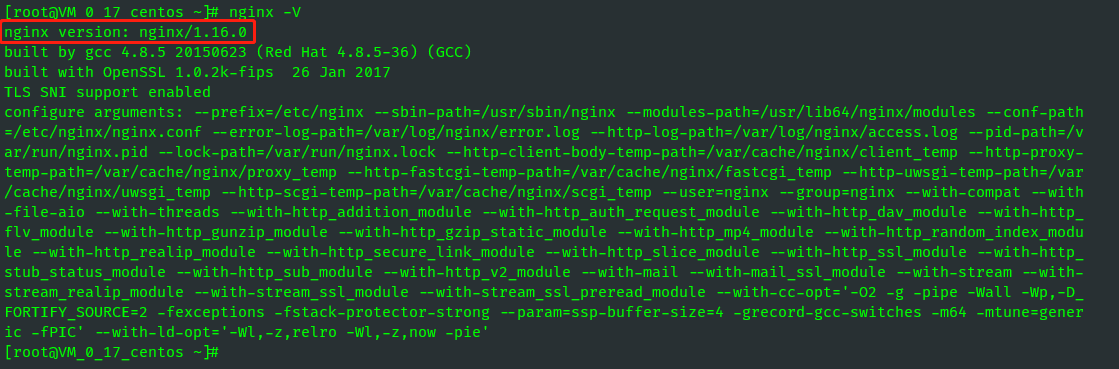 [root@VM_0_17_centos ~]# nginx -V
nginx version: nginx/1.16.0
built by gcc 4.8.5 20150623 (Red Hat 4.8.5-36) (GCC)
built with OpenSSL 1.0.2k-fips  26 Jan 2017
TLS SNI support enabled
configure arguments: --prefix=/etc/nginx --sbin-path=/usr/sbin/nginx --modules-path=/usr/lib64/nginx/modules --conf-path
=/etc/nginx/nginx.conf --error-log-path=/var/log/nginx/error.log --http-log-path=/var/log/nginx/access.log --pid-path=/v
ar/run/nginx.pid --lock-path=/var/run/nginx.lock --http-client-body-temp-path=/var/cache/nginx/client_temp --http-proxy-
temp-path=/var/cache/nginx/proxy_temp --http-fastcgi-temp-path=/var/cache/nginx/fastcgi_temp --http-uwsgi-temp-path=/var
/cache/nginx/uwsgi_temp --http-scgi-temp-path=/var/cache/nginx/scgi_temp --user=nginx --group=nginx --with-compat --with
-file-aio --with-threads --with-http_addition_module --with-http_auth_request_module --with-http_dav_module --with-http_
flv_module --with-http_gunzip_module --with-http_gzip_static_module --with-http_mp4_module --with-http_random_index_modu
le --with-http_realip_module --with-http_secure_link_module --with-http_slice_module --with-http_ssl_module --with-http_
stub_status_module --with-http_sub_module --with-http_v2_module --with-mail --with-mail_ssl_module --with-stream --with-
stream_realip_module --with-stream_ssl_module --with-stream_ssl_preread_module --with-cc-opt='-O2 -g -pipe -Wall -Wp,-D_
FORTIFY_SOURCE=2 -fexceptions -fstack-protector-strong --param=ssp-buffer-size=4 -grecord-gcc-switches -m64 -mtune=gener
ic -fPIC' --with-ld-opt='-Wl,-z,relro -Wl,-z,now -pie'
[root@VM_0_17_centos ~]#